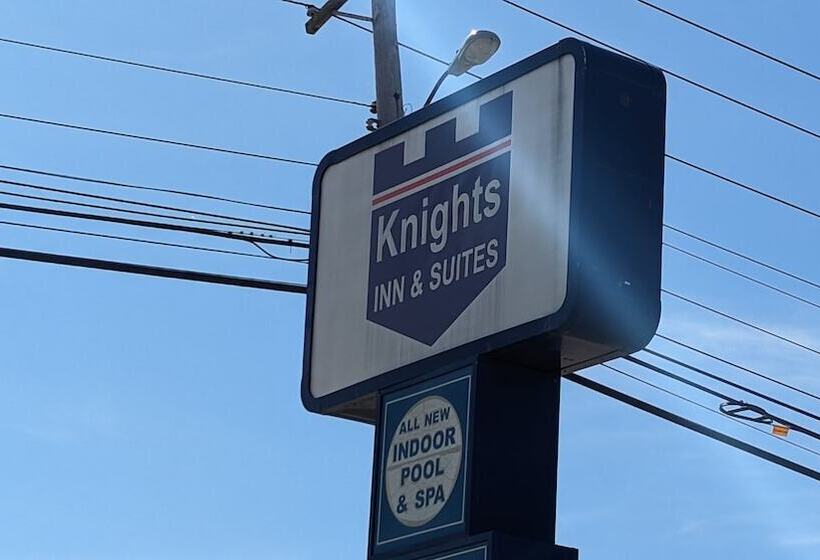 Knights
INN & SUITES
ALL NEW
INDOOR
POOL
& SPA